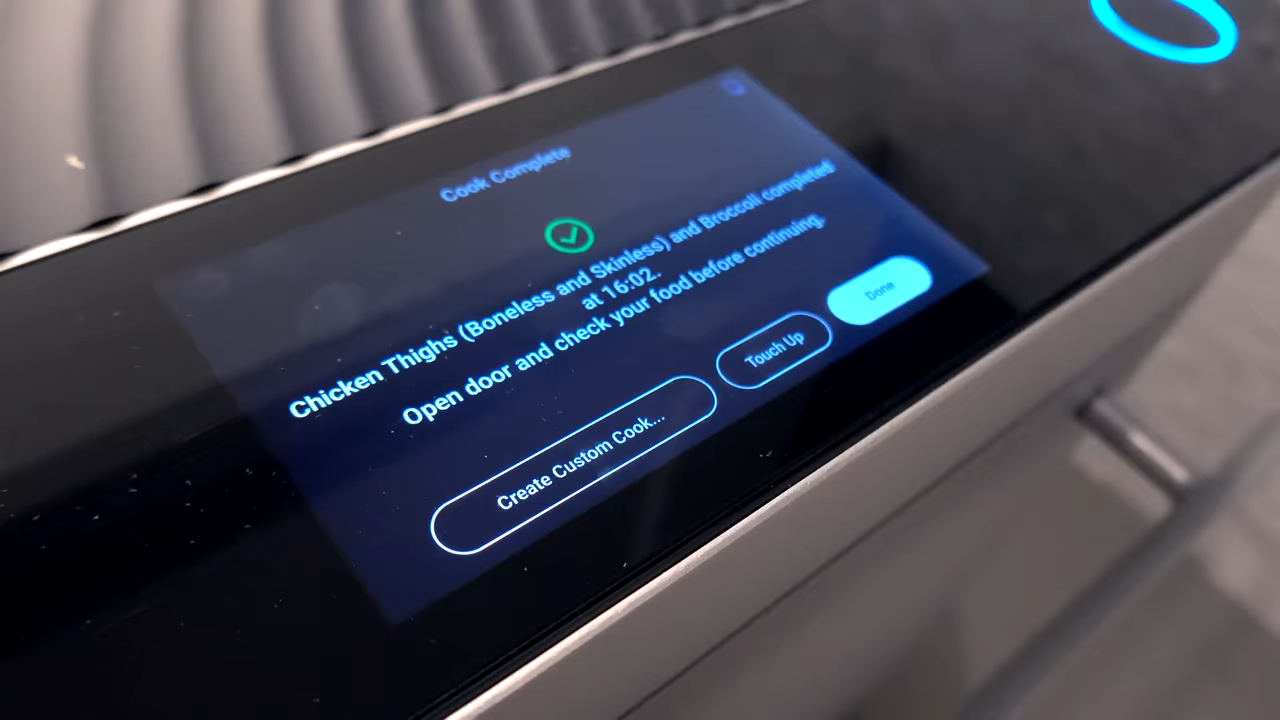 Cook Complete
Chicken Thighs (Boneless and Skinless) and Broccoli completed
at 16:02.
Open door and check your food before continuing.
Create Custom Cook...
Touch Up
Done